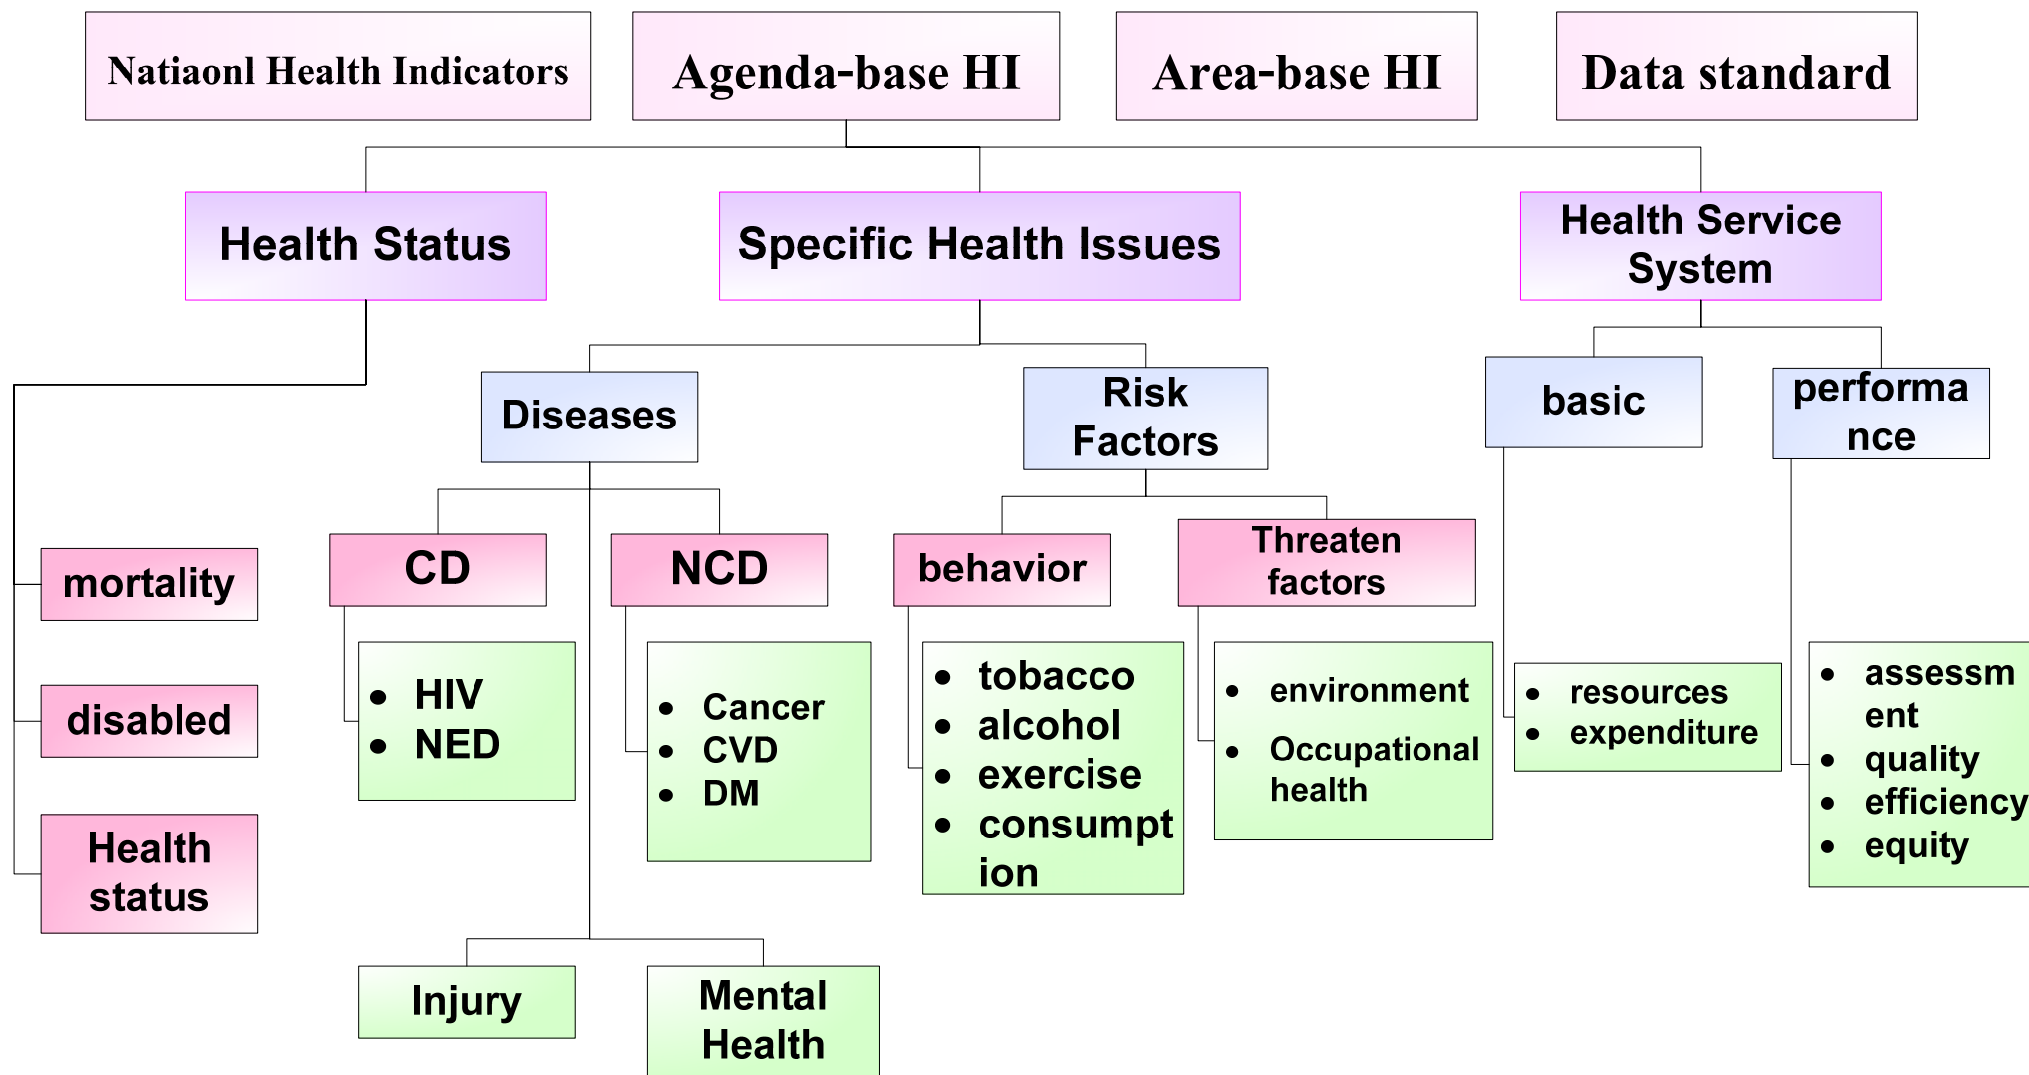 Natiaonl Health Indicators
Agenda-base HI
Area-base HI
Data standard
Health Status
Specific Health Issues
Health Service
System
Diseases
Risk
Factors
basic
performa
nce
mortality
disabled
Health
status
CD
NCD
behavior
Threaten
factors
• HIV
• NED
• Cancer
• CVD
• DM
• tobacco
• alcohol
• exercise
• consumpt
ion
• environment
• Occupational
health
• resources
• expenditure
• assessm
ent
• quality
• efficiency
• equity
Injury
Mental
Health